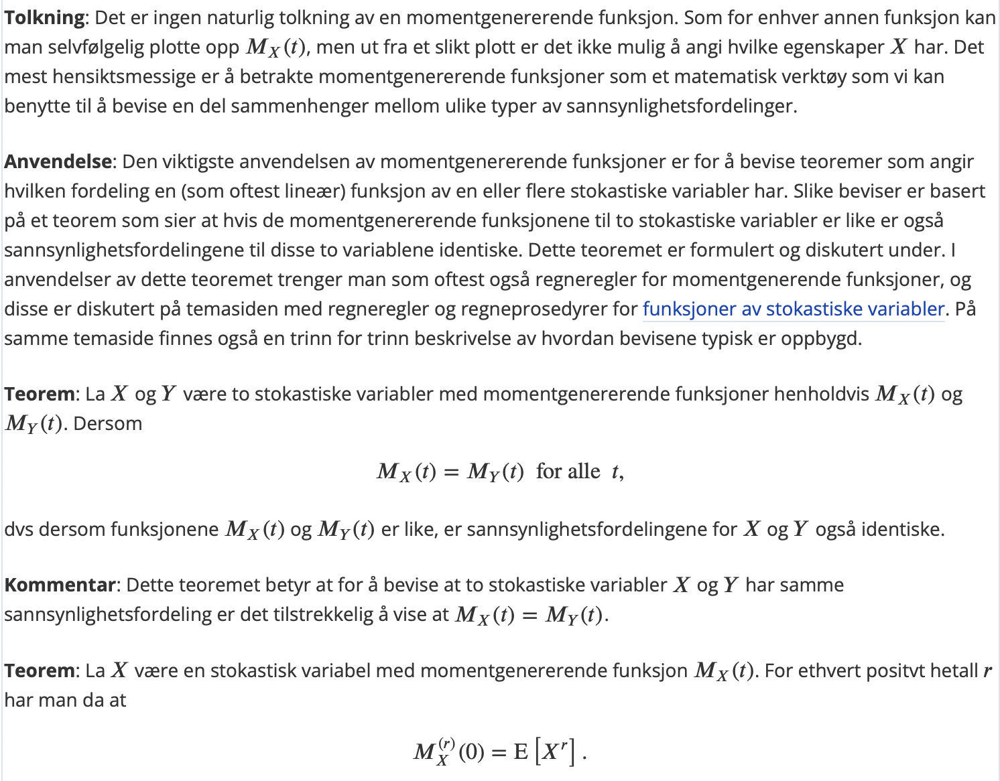 Tolkning: Det er ingen naturlig tolkning av en momentgenererende funksjon. Som for enhver annen funksjon kan
man selvfølgelig plotte opp M_X(t), men ut fra et slikt plott er det ikke mulig å angi hvilke egenskaper X har. Det
mest hensiktsmessige er å betrakte momentgenererende funksjoner som et matematisk verktøy som vi kan
benytte til å bevise en del sammenhenger mellom ulike typer av sannsynlighetsfordelinger.
Anvendelse: Den viktigste anvendelsen av momentgenererende funksjoner er for å bevise teoremer som angir
hvilken fordeling en (som oftest lineær) funksjon av en eller flere stokastiske variabler har. Slike beviser er basert
på et teorem som sier at hvis de momentgenererende funksjonene til to stokastiske variabler er like er også
sannsynlighetsfordelingene til disse to variablene identiske. Dette teoremet er formulert og diskutert under. I
anvendelser av dette teoremet trenger man som oftest også regneregler for momentgenerende funksjoner, og
disse er diskutert på temasiden med regneregler og regneprosedyrer for funksjoner av stokastiske variabler. På
samme temaside finnes også en trinn for trinn beskrivelse av hvordan bevisene typisk er oppbygd.
Teorem: La X og Y være to stokastiske variabler med momentgenererende funksjoner henholdvis M_X(t) og
M_Y(t). Dersom
M_X(t) = M_Y(t) for alle t,
dvs dersom funksjonene M_X(t) og M_Y(t) er like, er sannsynlighetsfordelingene for X og Y også identiske.
Kommentar: Dette teoremet betyr at for å bevise at to stokastiske variabler X og Y har samme
sannsynlighetsfordeling er det tilstrekkelig å vise at M_X(t) = M_Y(t).
Teorem: La X være en stokastisk variabel med momentgenererende funksjon M_X(t). For ethvert positvt hetall r
har man da at
M_X^{(r)}(0) = E [X^r] .